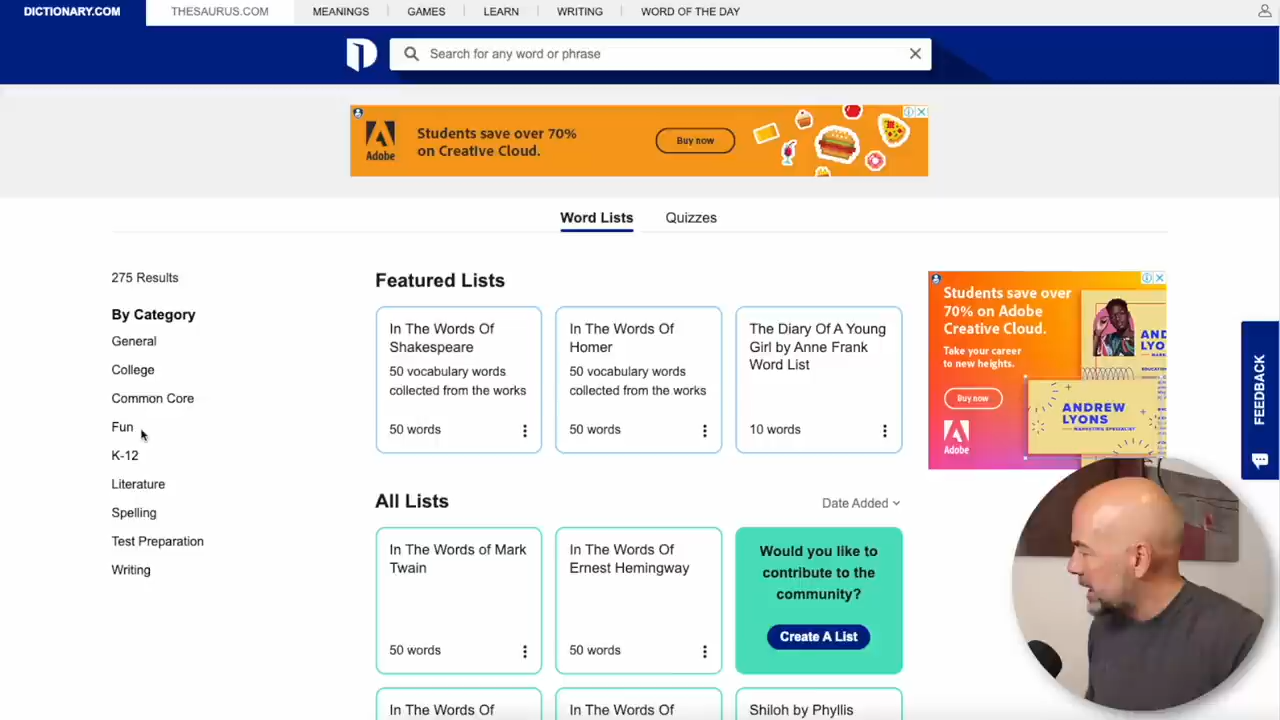 DICTIONARY.COM
THESAURUS.COM
MEANINGS
GAMES
LEARN
WRITING
WORD OF THE DAY
Search for any word or phrase
Adobe
Students save over 70%
on Creative Cloud.
Buy now
Word Lists
Quizzes
275 Results
By Category
General
College
Common Core
Fun
K-12
Literature
Spelling
Test Preparation
Writing
Featured Lists
In The Words Of
Shakespeare
50 vocabulary words
collected from the works
50 words
In The Words Of
Homer
50 vocabulary words
collected from the works
50 words
The Diary Of A Young
Girl by Anne Frank
Word List
10 words
All Lists
Date Added
In The Words of Mark
Twain
50 words
In The Words Of
Ernest Hemingway
50 words
Would you like to
contribute to the
community?
Create A List
In The Words Of
In The Words Of
Shiloh by Phyllis
Students save over
70% on Adobe
Creative Cloud.
Take your career
to new heights.
Buy now
Adobe
AND
LYO
ANDREW
LYONS
MARKETING SPECIALIST
FEEDBACK